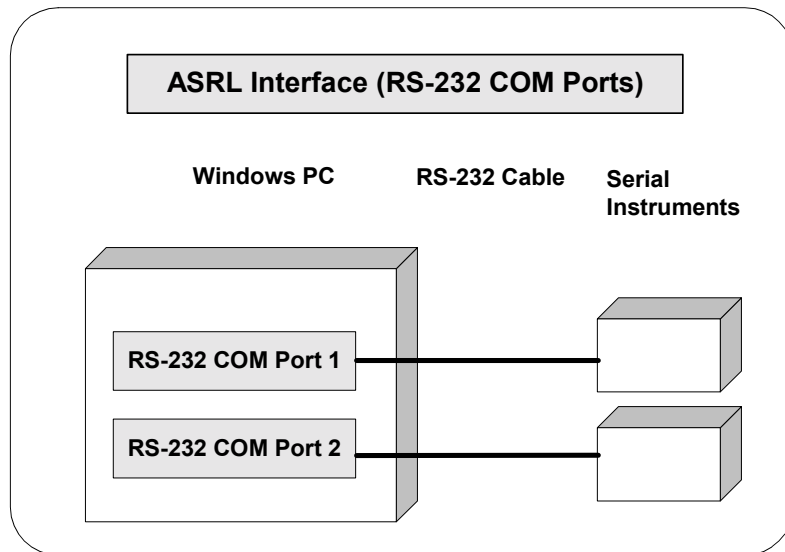 ASRL Interface (RS-232 COM Ports)
Windows PC
RS-232 Cable
Serial
Instruments
RS-232 COM Port 1
RS-232 COM Port 2